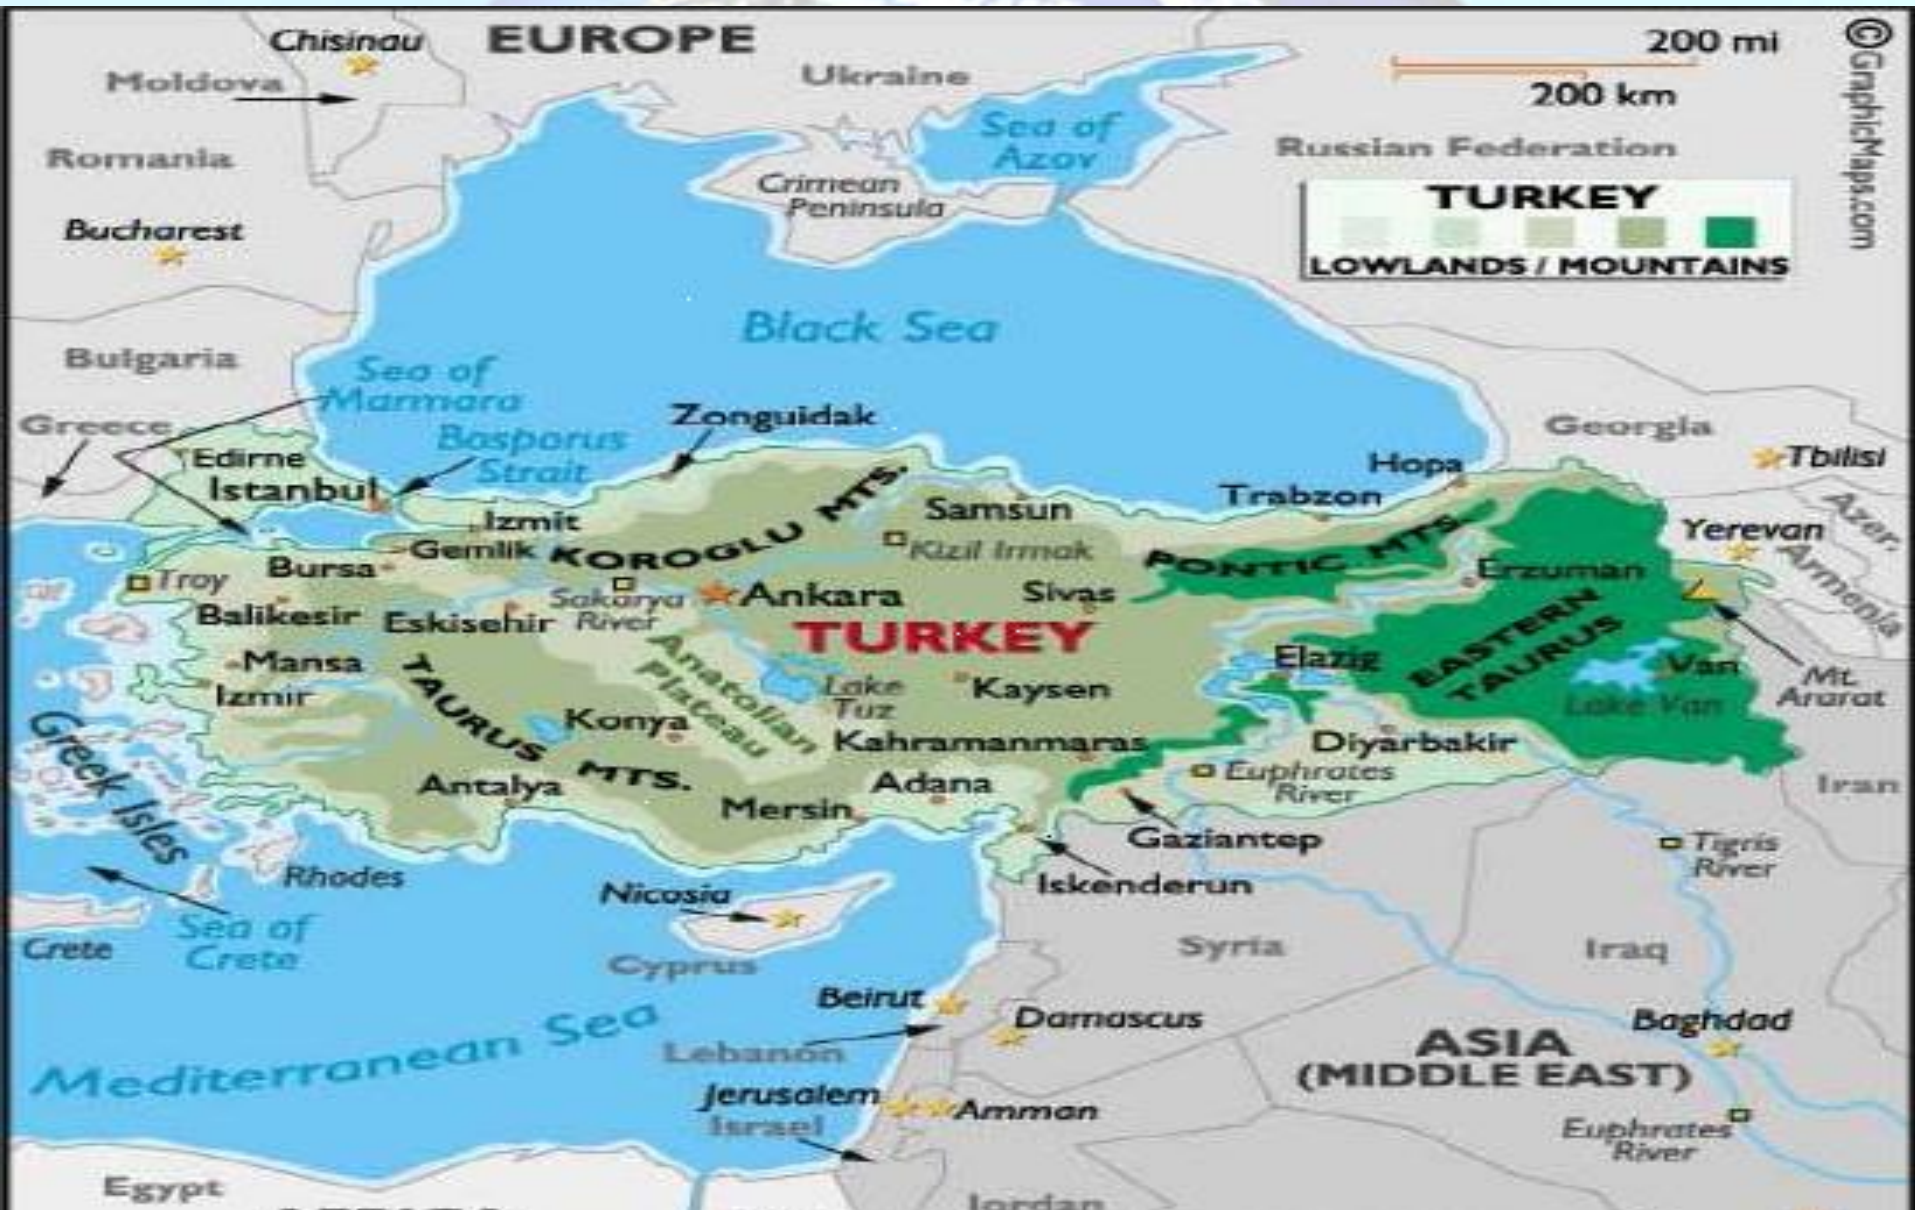 Chisinau
EUROPE
200 mi
Moldova
Ukraine
200 km
©GraphicMaps.com
Sea of
Azov
Romania
Russian Federation
Crimean
Peninsula
TURKEY
LOWLANDS / MOUNTAINS
Bucharest
Black Sea
Bulgaria
Sea of
Marmara
Zonguidak
Greece
Bosporus
Strait
Georgia
Edirne
Hopa
Tbilisi
Istanbul
Trabzon
Azer.
Izmit
KOROGLU MTS.
Samsun
Yerevan
Gemlik
Kizil Irmak
PONTIC MTS.
Armenia
Bursa
Troy
Erzuman
Sakarya
River
Ankara
Sivas
Balikesir
Eskisehir
TURKEY
EASTERN
TAURUS
Mansa
Anatolian
Plateau
Elazig
Van
Izmir
TAURUS MTS.
Lake
Tuz
Kaysen
Mt.
Ararat
Lake Van
Konya
Greek Isles
Kahramanmaras
Diyarbakir
Antalya
Adana
Euphrates
River
Iran
Mersin
Gaziantep
Tigris
River
Rhodes
Nicosia
Iskenderun
Sea of
Crete
Crete
Cyprus
Syria
Iraq
Mediterranean Sea
Beirut
Damascus
Baghdad
Lebanon
ASIA
(MIDDLE EAST)
Jerusalem
Amman
Israel
Euphrates
River
Egypt
Jordan